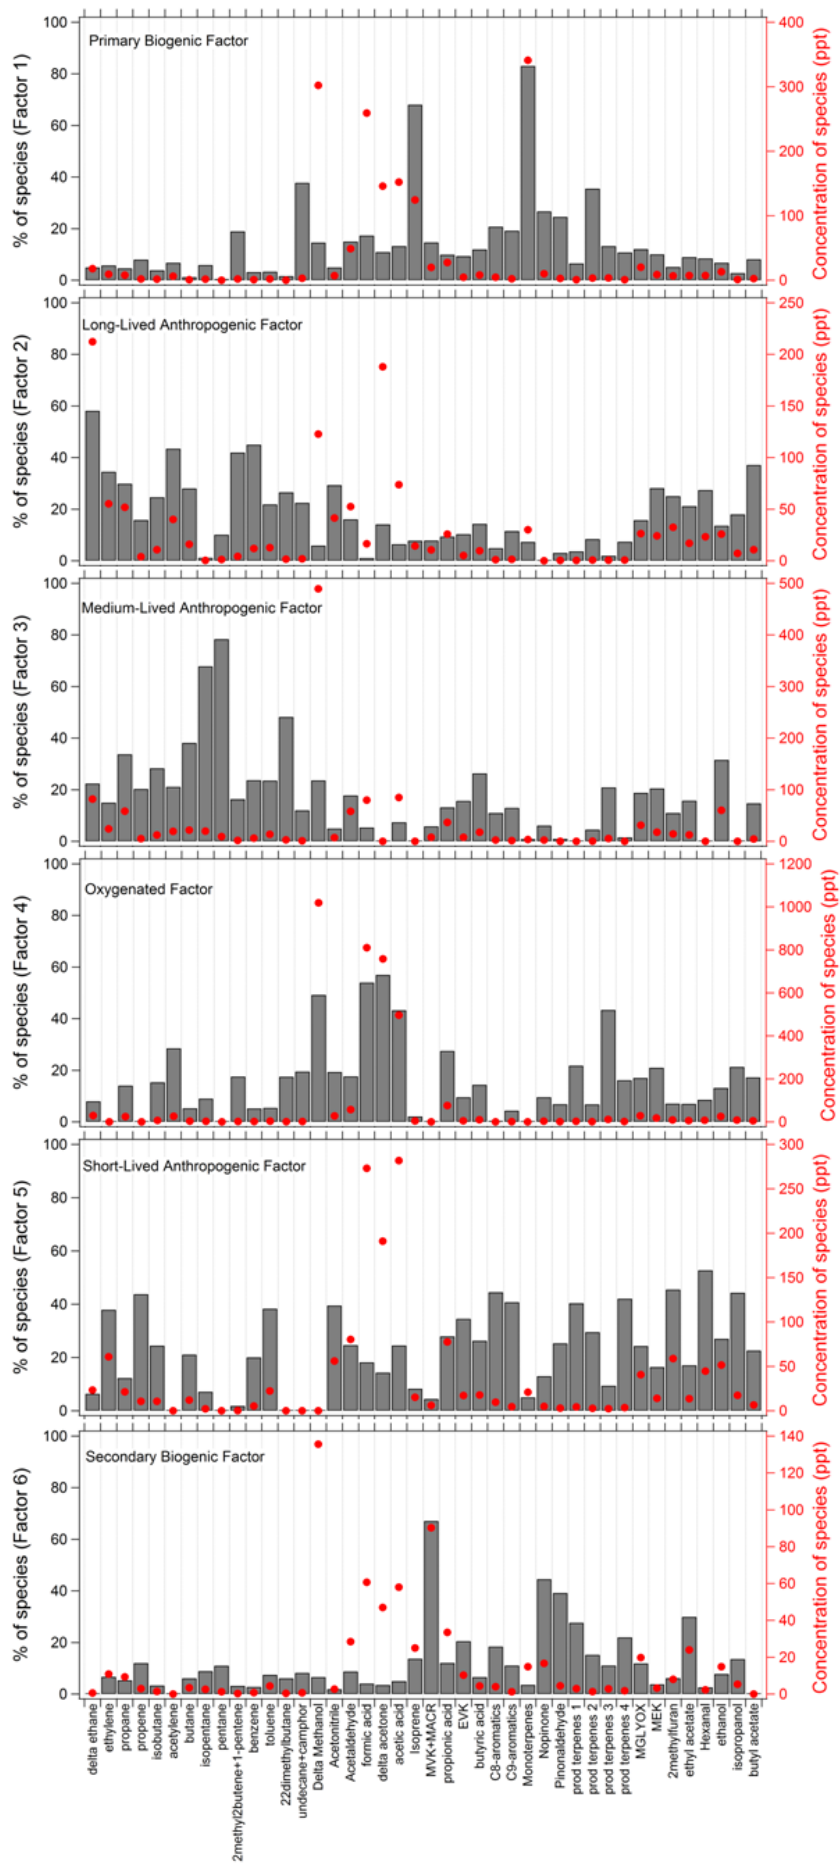 Primary Biogenic Factor
% of species (Factor 1)
100
80
60
40
20
0
400
300
200
100
0
Concentration of species (ppt)
Long-Lived Anthropogenic Factor
% of species (Factor 2)
100
80
60
40
20
0
250
200
150
100
50
0
Concentration of species (ppt)
Medium-Lived Anthropogenic Factor
% of species (Factor 3)
100
80
60
40
20
0
500
400
300
200
100
0
Concentration of species (ppt)
Oxygenated Factor
% of species (Factor 4)
100
80
60
40
20
0
1200
1000
800
600
400
200
0
Concentration of species (ppt)
Short-Lived Anthropogenic Factor
% of species (Factor 5)
100
80
60
40
20
0
300
250
200
150
100
50
0
Concentration of species (ppt)
Secondary Biogenic Factor
% of species (Factor 6)
100
80
60
40
20
0
140
120
100
80
60
40
20
0
Concentration of species (ppt)
delta ethane
ethylene
propane
propene
isobutane
acetylene
butane
isopentane
pentane
2methyl2butene+1-pentene
benzene
toluene
22dimethylbutane
undecane+camphor
Delta Methanol
Acetonitrile
Acetaldehyde
formic acid
delta acetone
acetic acid
Isoprene
MVK+MACR
propionic acid
EVK
butyric acid
C8-aromatics
C9-aromatics
Monoterpenes
Nopinone
Pinonaldehyde
prod terpenes 1
prod terpenes 2
prod terpenes 3
prod terpenes 4
MGLYOX
MEK
2methylfuran
ethyl acetate
Hexanal
ethanol
isopropanol
butyl acetate